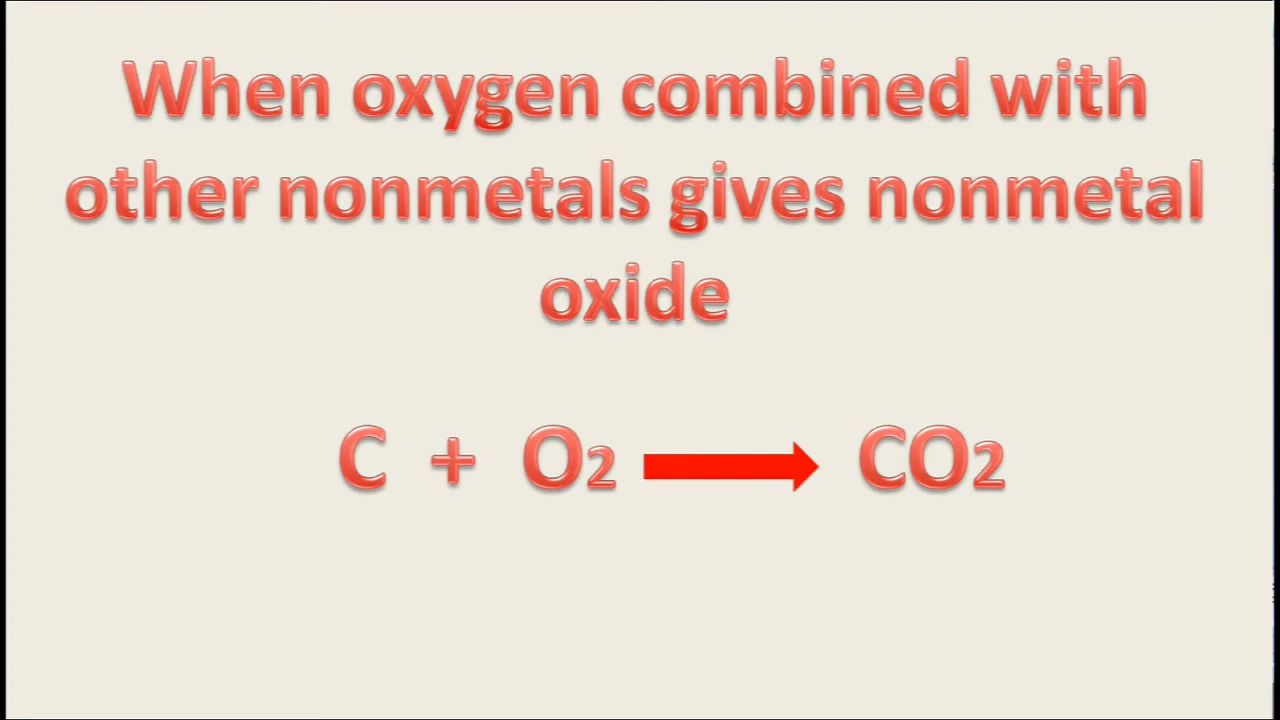 When oxygen combined with
other nonmetals gives nonmetal
oxide
C + O2 → CO2